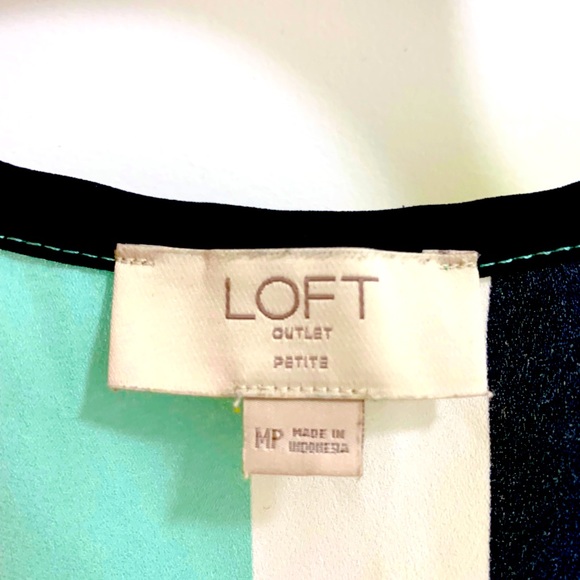 LOFT
OUTLET
PETITE
MP MADE IN
INDONESIA